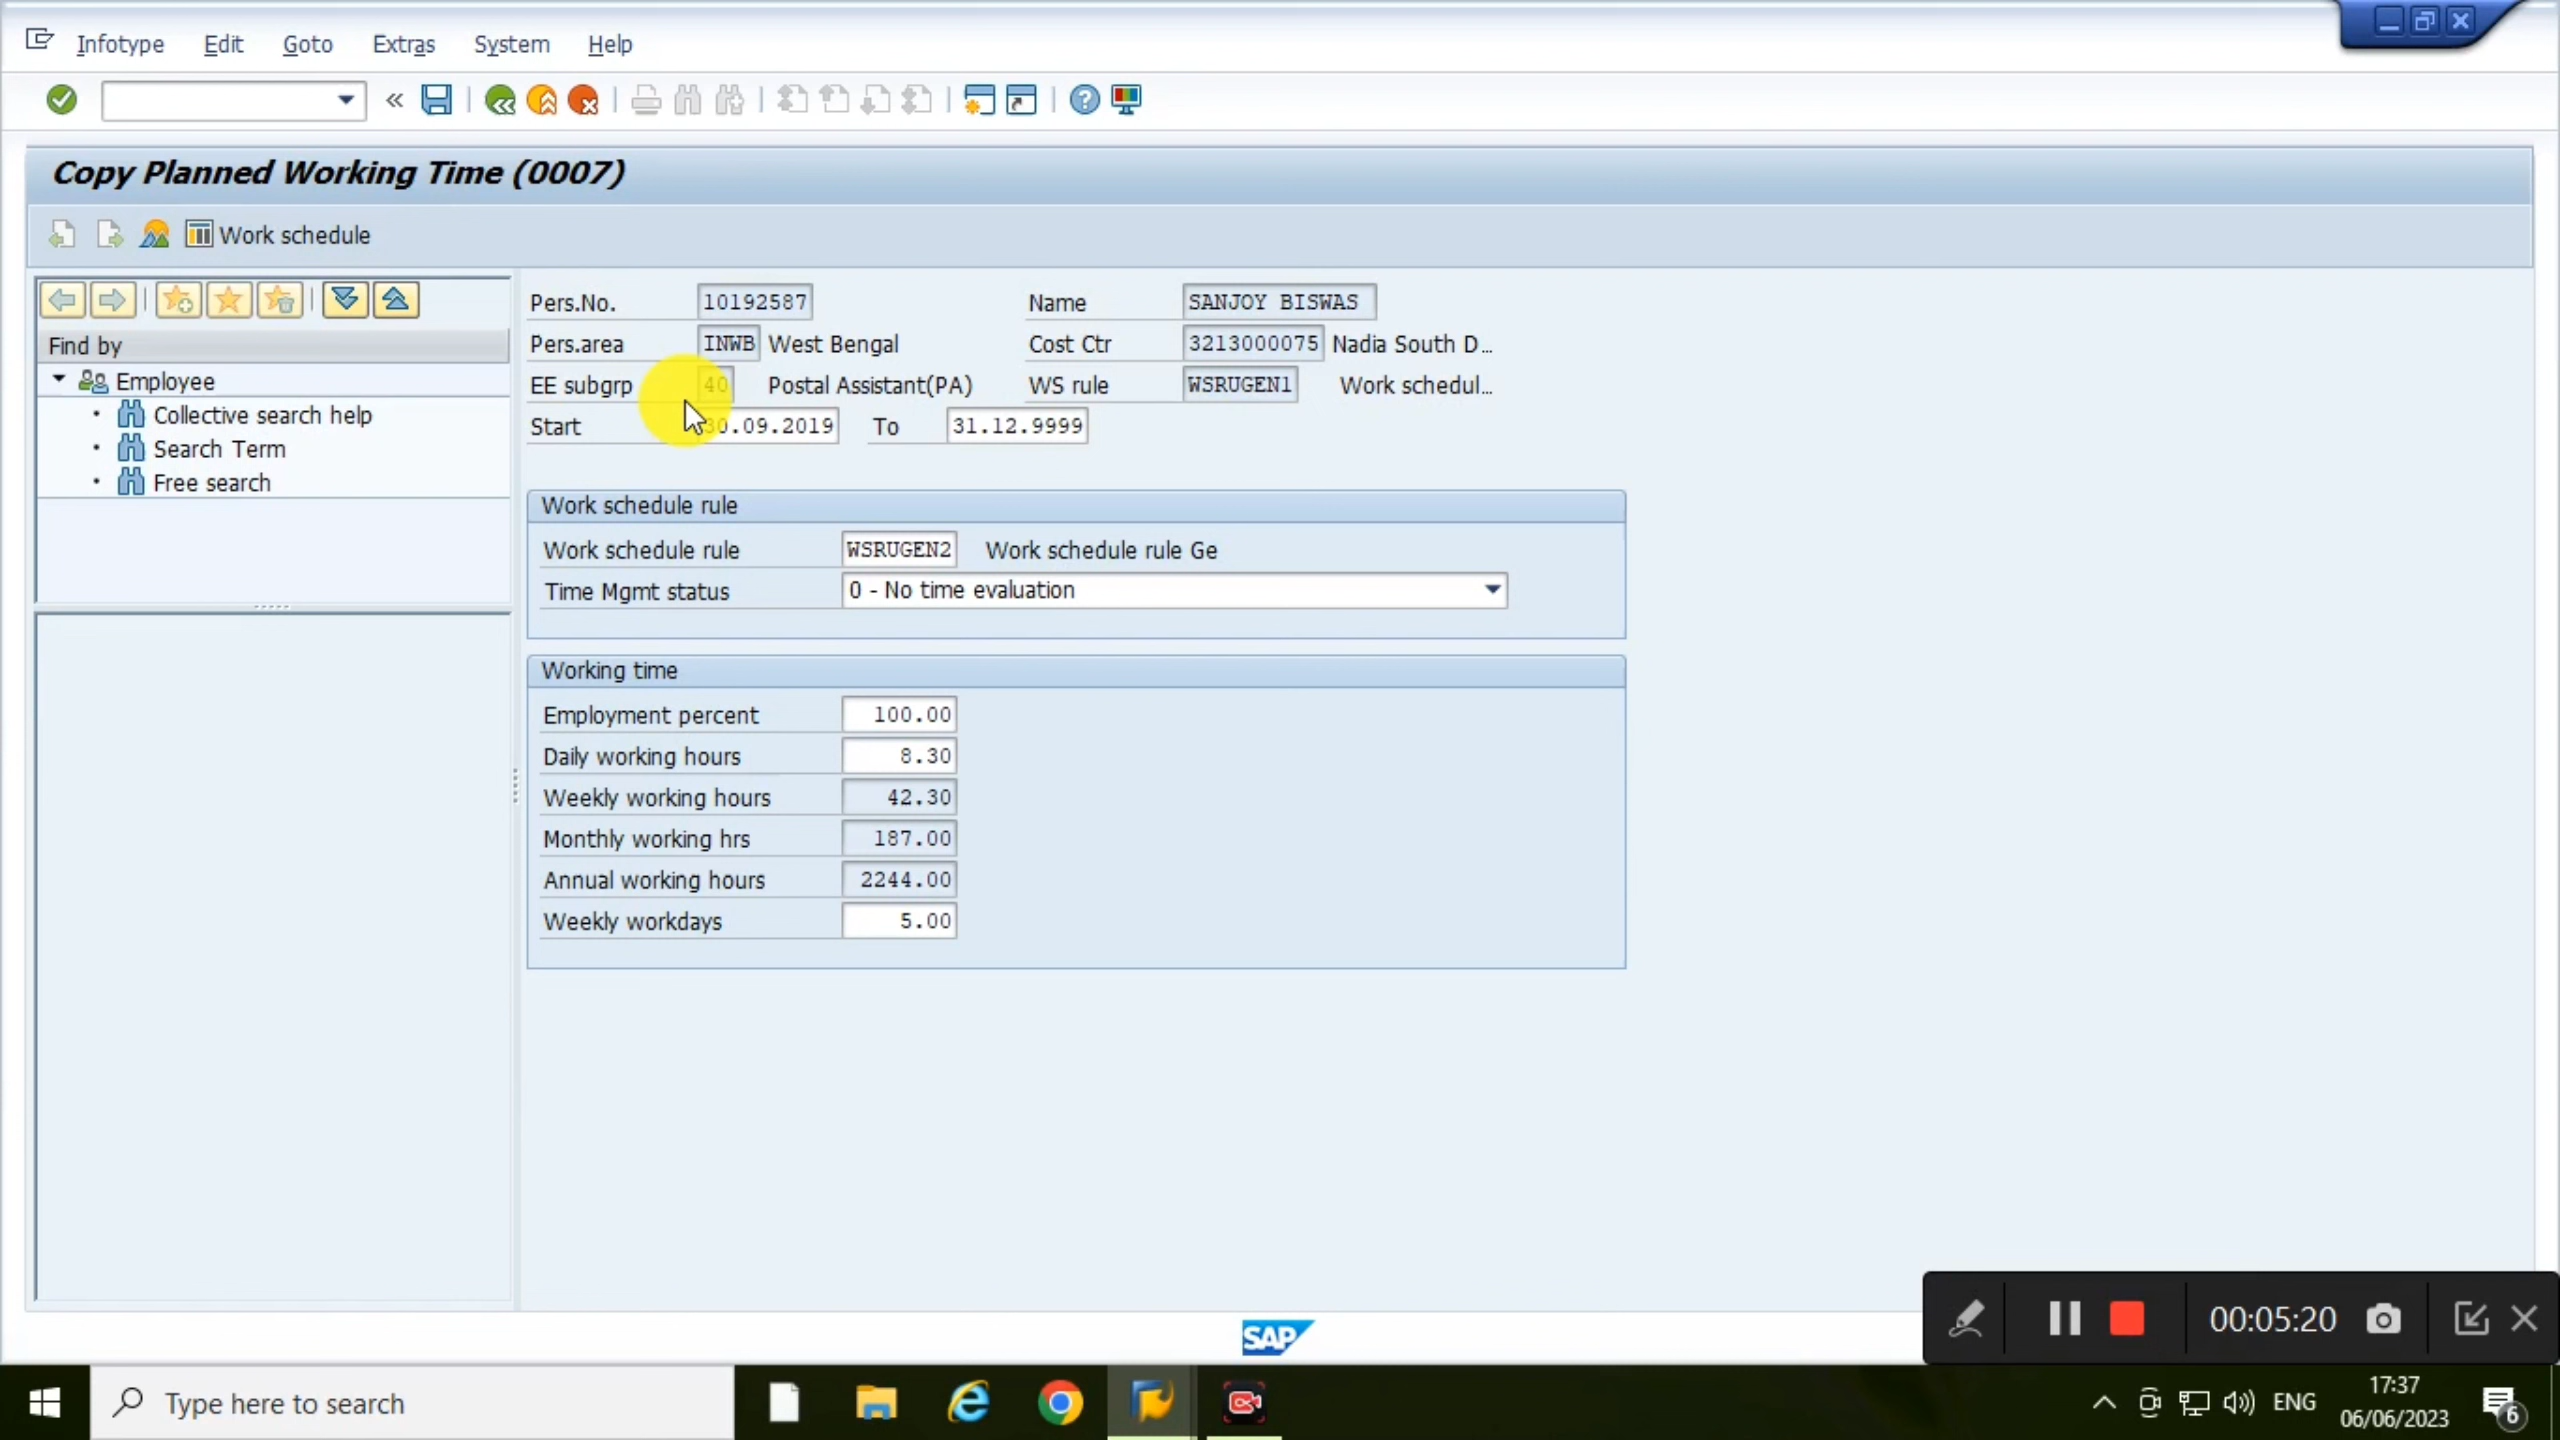 Infotype Edit Goto Extras System Help
«
Copy Planned Working Time (0007)
Work schedule
Find by
Employee
Collective search help
Search Term
Free search
Pers.No. 10192587 Name SANJOY BISWAS
Pers.area INWB West Bengal Cost Ctr 3213000075 Nadia South D...
EE subgrp 40 Postal Assistant(PA) WS rule WSRUGEN1 Work schedul...
Start 30.09.2019 To 31.12.9999
Work schedule rule
Work schedule rule WSRUGEN2 Work schedule rule Ge
Time Mgmt status 0 - No time evaluation
Working time
Employment percent 100.00
Daily working hours 8.30
Weekly working hours 42.30
Monthly working hrs 187.00
Annual working hours 2244.00
Weekly workdays 5.00
00:05:20
SAP
Type here to search
ENG
17:37
06/06/2023
6